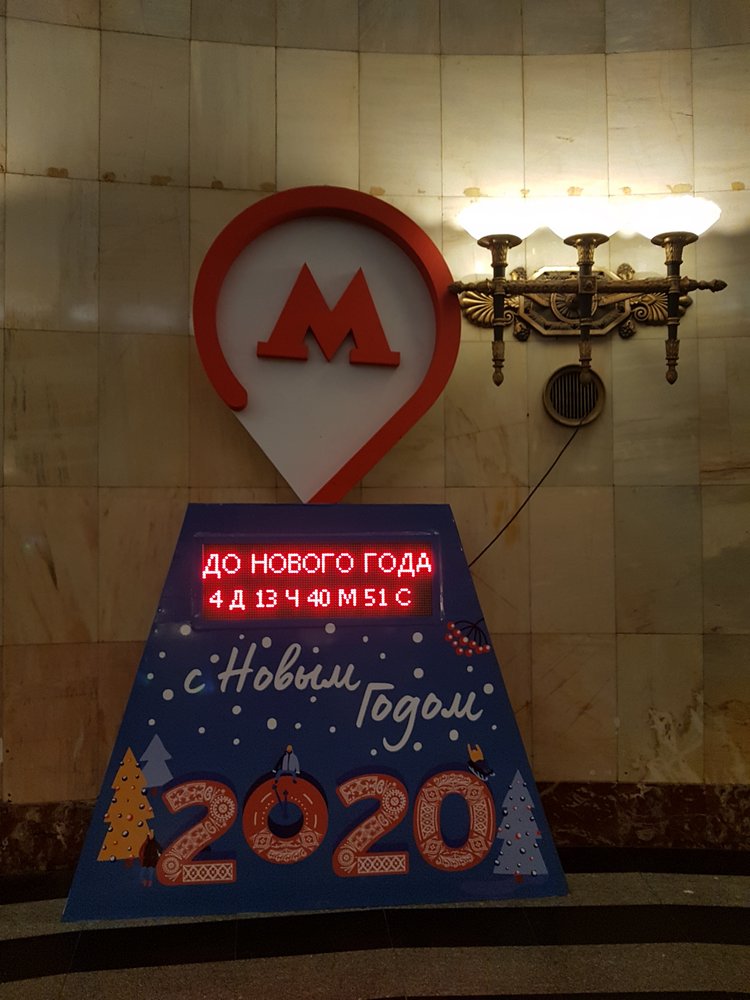 М
ДО НОВОГО ГОДА
4 Д 13 Ч 40 М 51 С
с Новым
Годом
2020